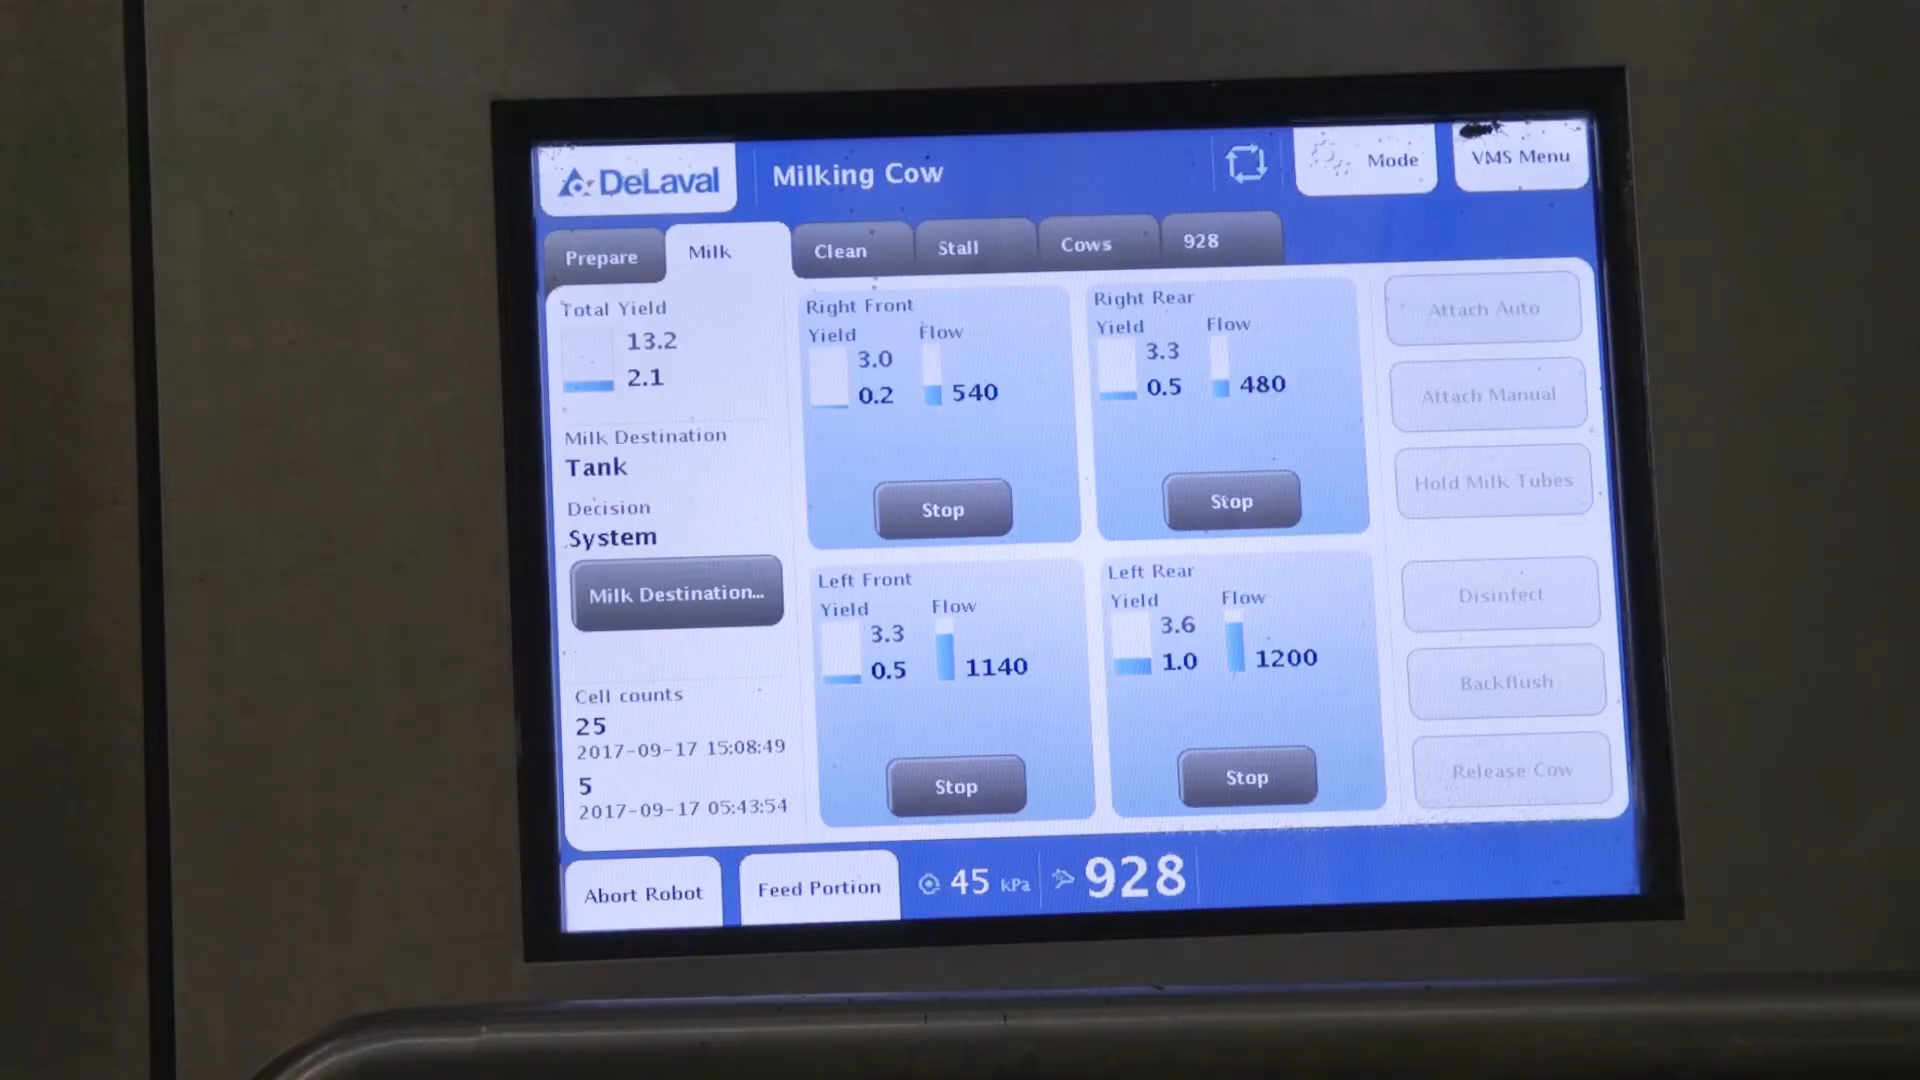 DeLaval
Milking Cow
Mode
VMS Menu
Prepare
Milk
Clean
Stall
Cows
928
Total Yield
13.2
2.1
Milk Destination
Tank
Decision
System
Milk Destination...
Cell counts
25
2017-09-17 15:08:49
5
2017-09-17 05:43:54
Right Front
Yield Flow
3.0
0.2 540
Stop
Right Rear
Yield Flow
3.3
0.5 480
Stop
Left Front
Yield Flow
3.3
0.5 1140
Stop
Left Rear
Yield Flow
3.6
1.0 1200
Stop
Attach Auto
Attach Manual
Hold Milk Tubes
Disinfect
Backflush
Release Cow
Abort Robot
Feed Portion
45 kPa
928